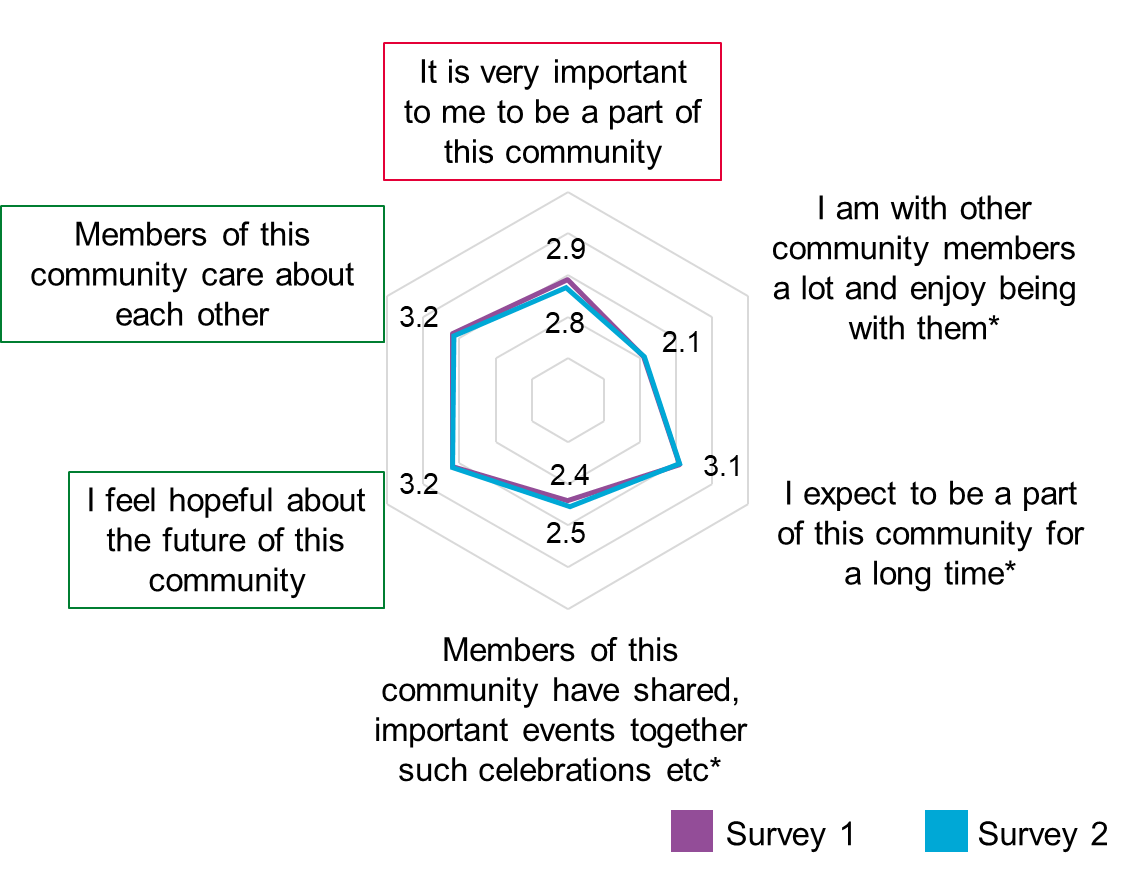 It is very important
to me to be a part of
this community
Members of this
community care about
each other
I am with other
community members
a lot and enjoy being
with them*
2.9
3.2
2.8
2.1
3.2
2.4
3.1
2.5
I feel hopeful about
the future of this
community
I expect to be a part
of this community for
a long time*
Members of this
community have shared,
important events together
such celebrations etc*
Survey 1
Survey 2